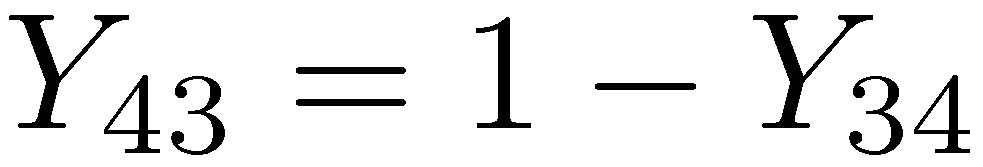 Y_{43} = 1 - Y_{34}